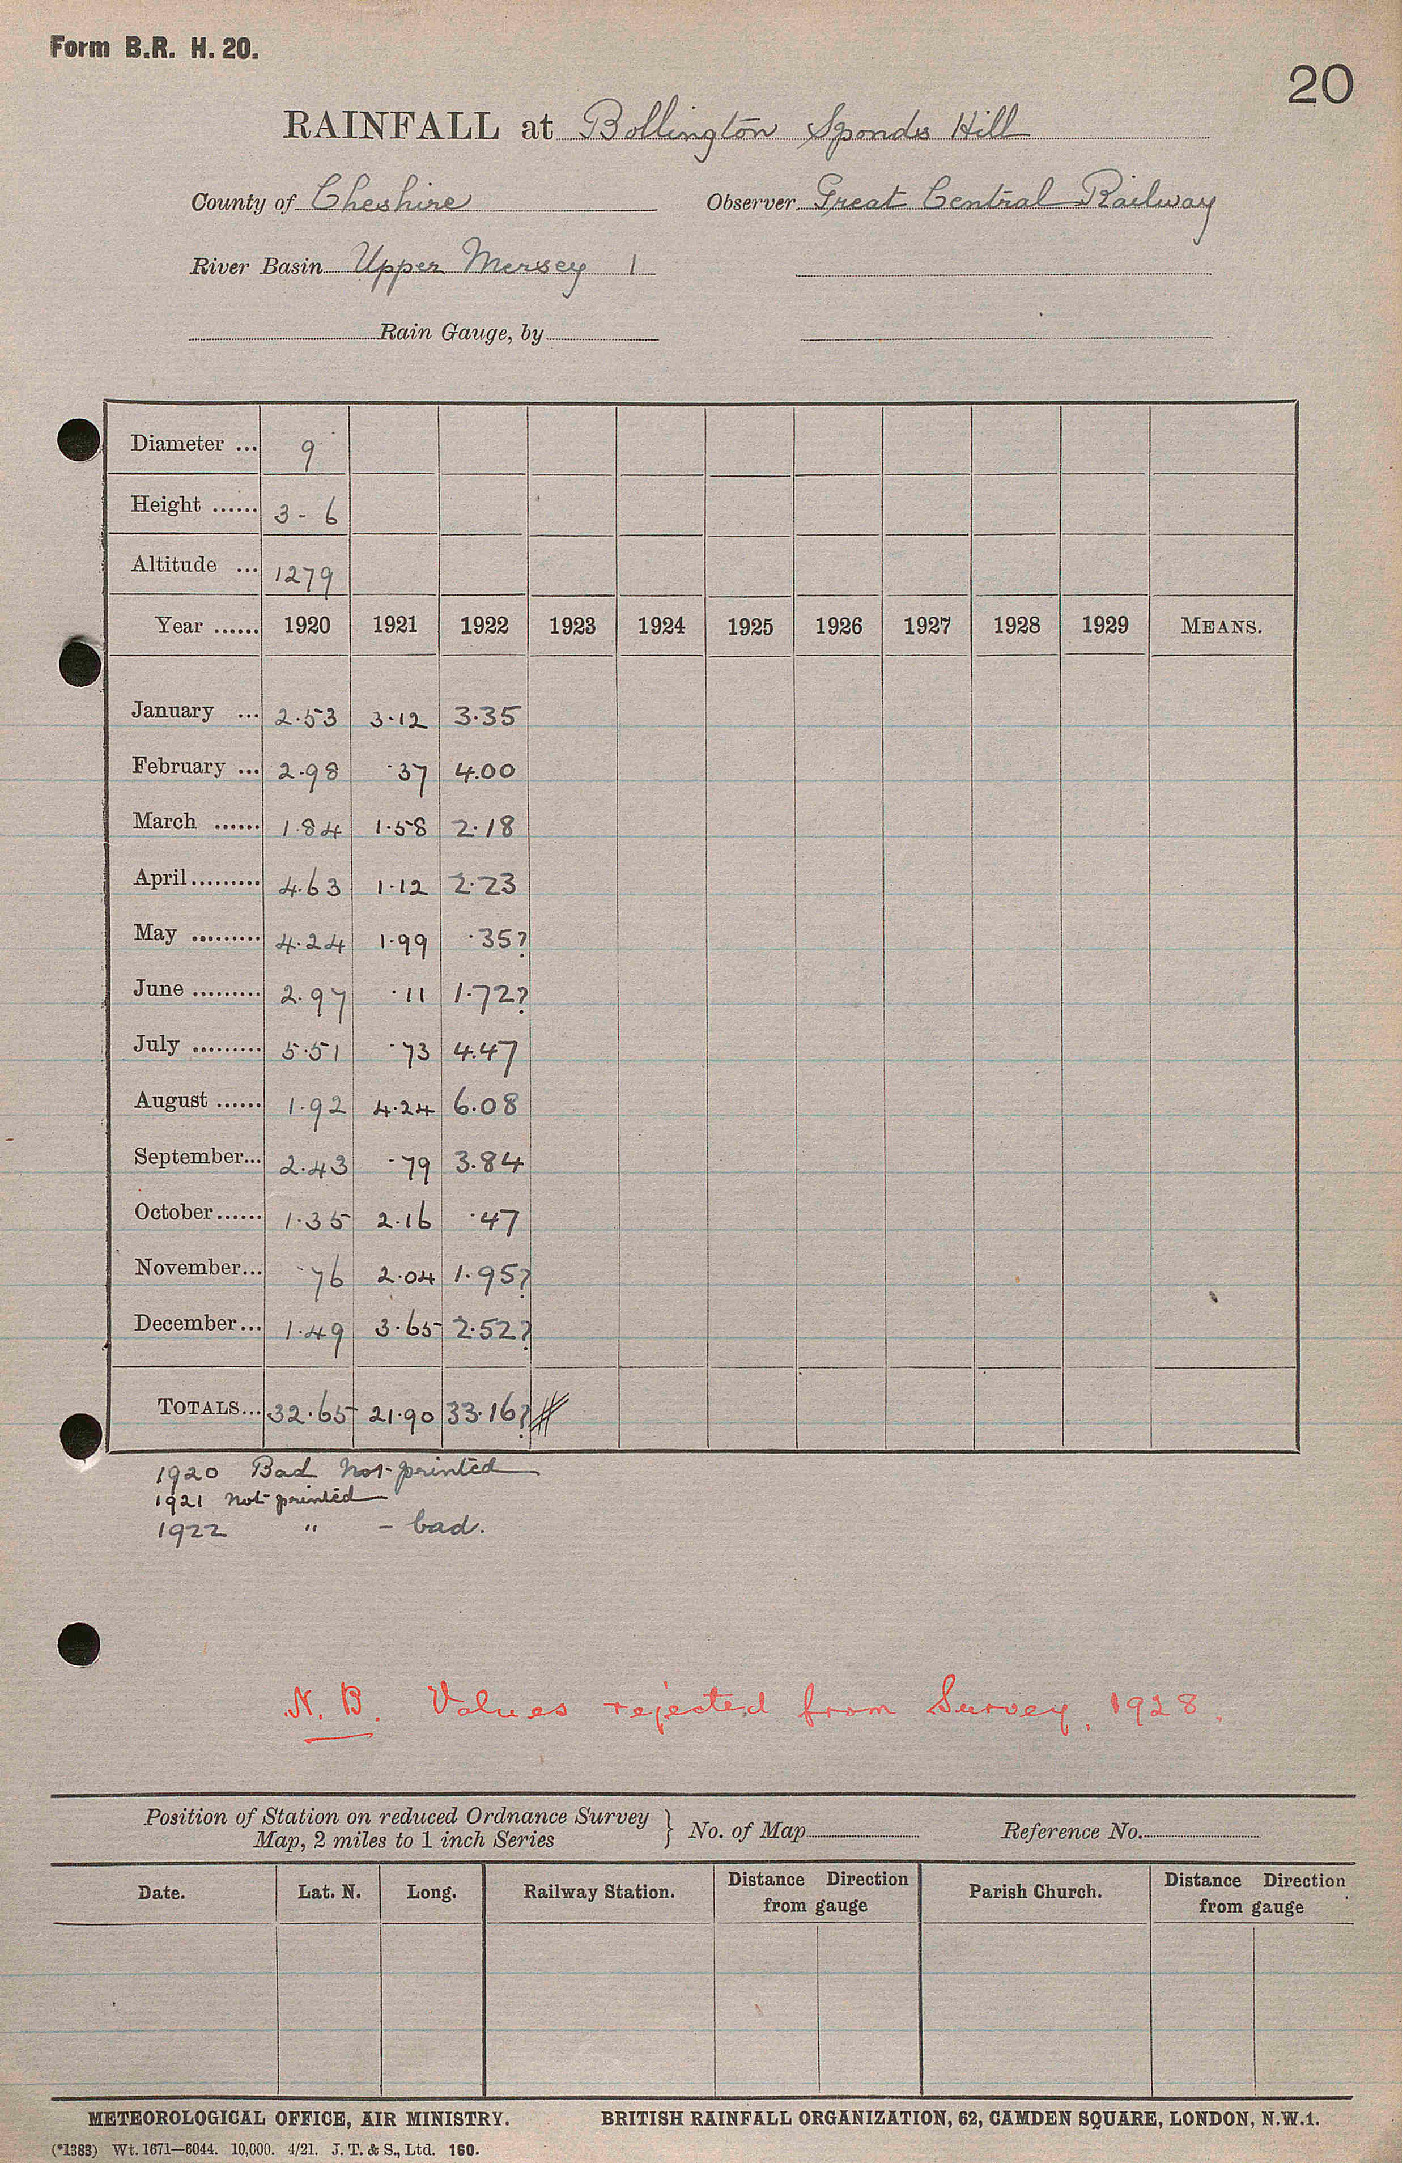 Form B.R. H. 20.
20
RAINFALL at Bollington Sponds Hill
County of Cheshire Observer Great Central Railway
River Basin Upper Mersey 1
Rain Gauge, by
Diameter ... 9
Height ...... 3 - 6
Altitude ... 1279
Year ...... 1920 1921 1922 1923 1924 1925 1926 1927 1928 1929 MEANS.
January ... 2.53 3.12 3.35
February ... 2.98 .37 4.00
March ...... 1.84 1.58 2.18
April ......... 4.63 1.12 2.23
May ......... 4.24 1.99 .35?
June ......... 2.97 .11 1.72?
July ......... 5.51 .73 4.47
August ...... 1.92 4.24 6.08
September... 2.43 .79 3.84
October ...... 1.35 2.16 .47
November... .76 2.04 1.95?
December... 1.49 3.65 2.52?
TOTALS... 32.65 21.90 33.16? #
1920 Bad Not printed
1921 not printed
1922 " - bad.
N.B. Values rejected from Survey, 1928.
Position of Station on reduced Ordnance Survey
Map, 2 miles to 1 inch Series } No. of Map Reference No.
Date. Lat. N. Long. Railway Station. Distance Direction from gauge Parish Church. Distance Direction from gauge
METEOROLOGICAL OFFICE, AIR MINISTRY. BRITISH RAINFALL ORGANIZATION, 62, CAMDEN SQUARE, LONDON, N.W.1.
(*1383) Wt. 1671—6044. 10,000. 4/21. J. T. & S., Ltd. 160.